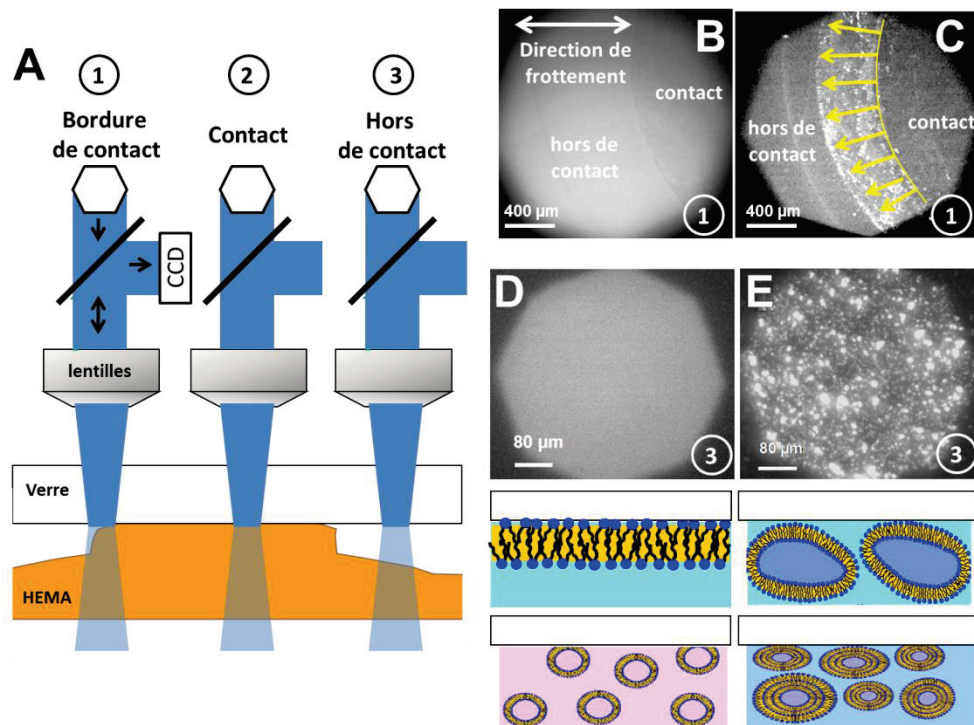 A
1
2
3
Bordure
de contact
Contact
Hors
de contact
CCD
lentilles
Verre
HEMA
B
Direction de
frottement
contact
hors de
contact
400 µm
1
C
hors de
contact
contact
400 µm
1
D
80 µm
3
E
80 µm
3